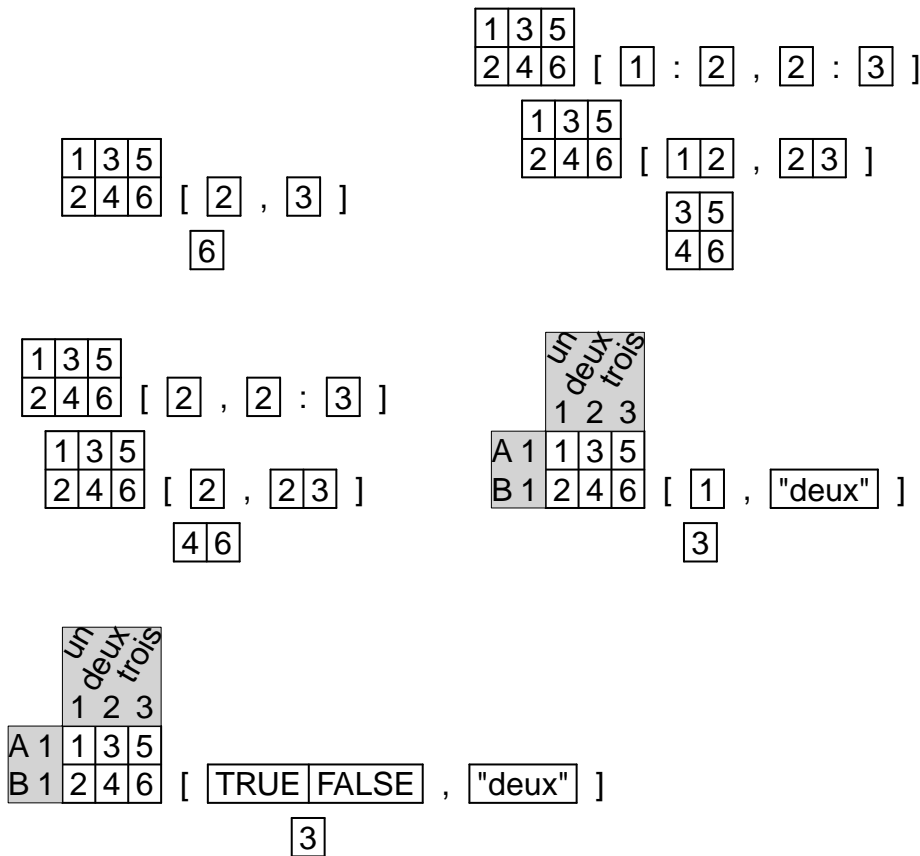 1 3 5
2 4 6 [ 2 , 3 ]
6
1 3 5
2 4 6 [ 1 : 2 , 2 : 3 ]
1 3 5
2 4 6 [ 1 2 , 2 3 ]
3 5
4 6
1 3 5
2 4 6 [ 2 , 2 : 3 ]
1 3 5
2 4 6 [ 2 , 2 3 ]
4 6
un deux trois
1 2 3
A 1 1 3 5
B 1 2 4 6 [ 1 , "deux" ]
3
un deux trois
1 2 3
A 1 1 3 5
B 1 2 4 6 [ TRUE FALSE , "deux" ]
3